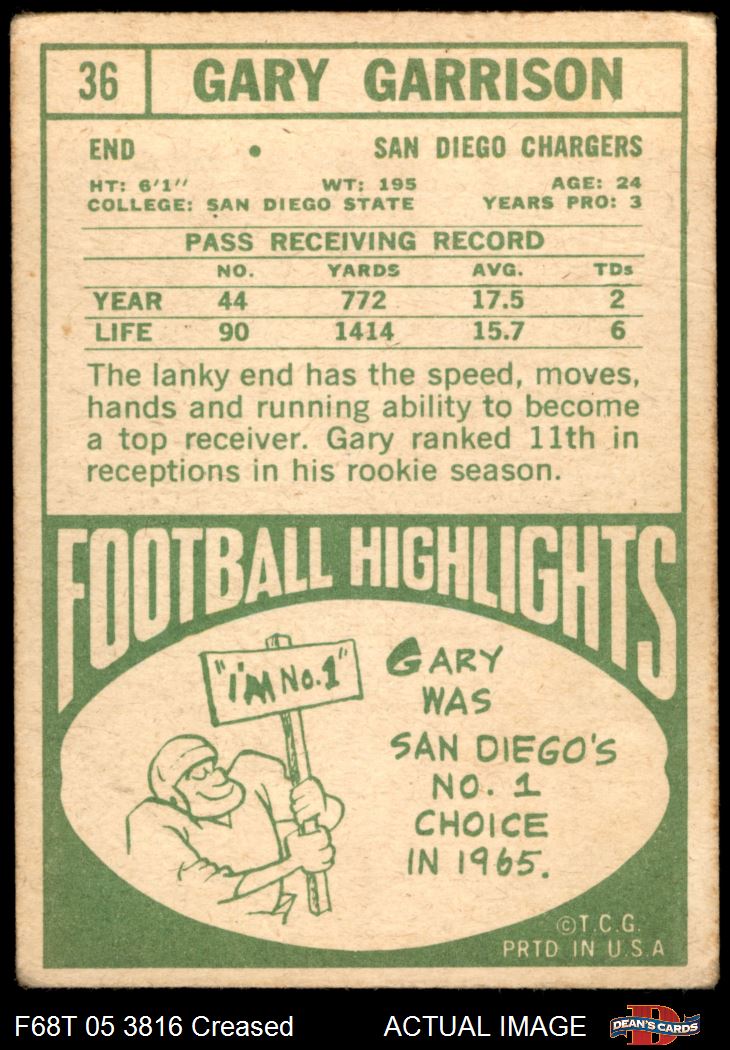 36 GARY GARRISON
END • SAN DIEGO CHARGERS
HT: 6'1" WT: 195 AGE: 24
COLLEGE: SAN DIEGO STATE YEARS PRO: 3
PASS RECEIVING RECORD
NO. YARDS AVG. TDs
YEAR 44 772 17.5 2
LIFE 90 1414 15.7 6
The lanky end has the speed, moves,
hands and running ability to become
a top receiver. Gary ranked 11th in
receptions in his rookie season.
FOOTBALL HIGHLIGHTS
"I'M No. 1"
GARY
WAS
SAN DIEGO'S
NO. 1
CHOICE
IN 1965.
©T.C.G.
PRTD IN U.S.A
F68T 05 3816 Creased ACTUAL IMAGE D DEAN'S CARDS